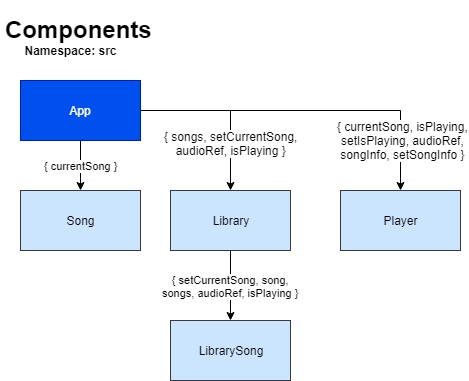 Components
Namespace: src
App
{ songs, setCurrentSong,
audioRef, isPlaying }
{ currentSong, isPlaying,
setIsPlaying, audioRef,
songInfo, setSongInfo }
{ currentSong }
Song
Library
Player
{ setCurrentSong, song,
songs, audioRef, isPlaying }
LibrarySong